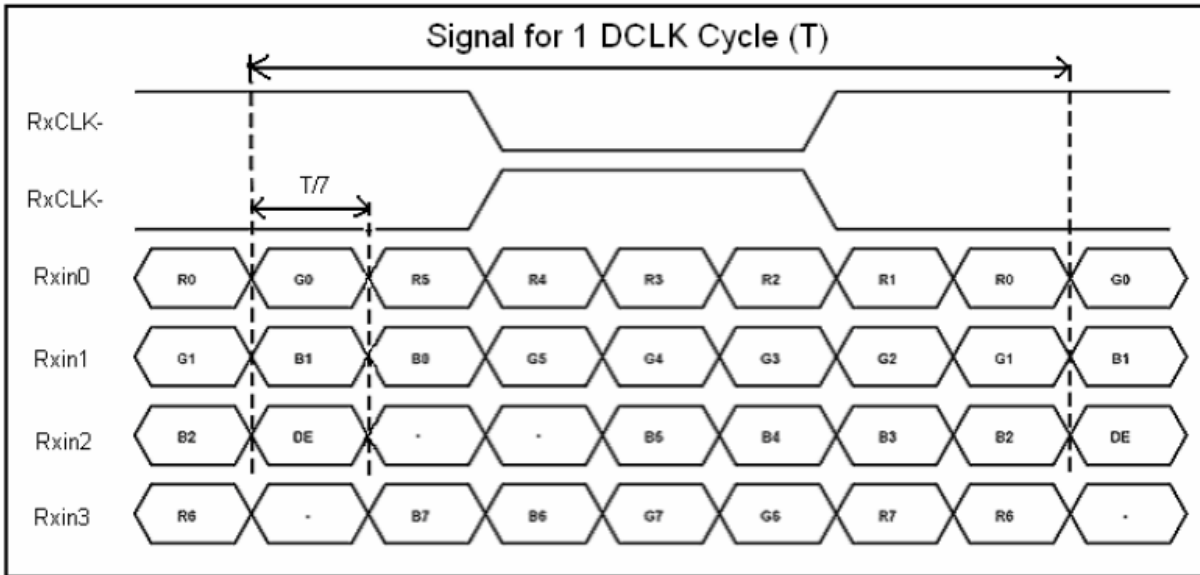 Signal for 1 DCLK Cycle (T)
RxCLK-
RxCLK-
T/7
Rxin0 R0 G0 R5 R4 R3 R2 R1 R0 G0
Rxin1 G1 B1 B0 G5 G4 G3 G2 G1 B1
Rxin2 B2 DE - - B5 B4 B3 B2 DE
Rxin3 R6 - B7 B6 G7 G6 R7 R6 -